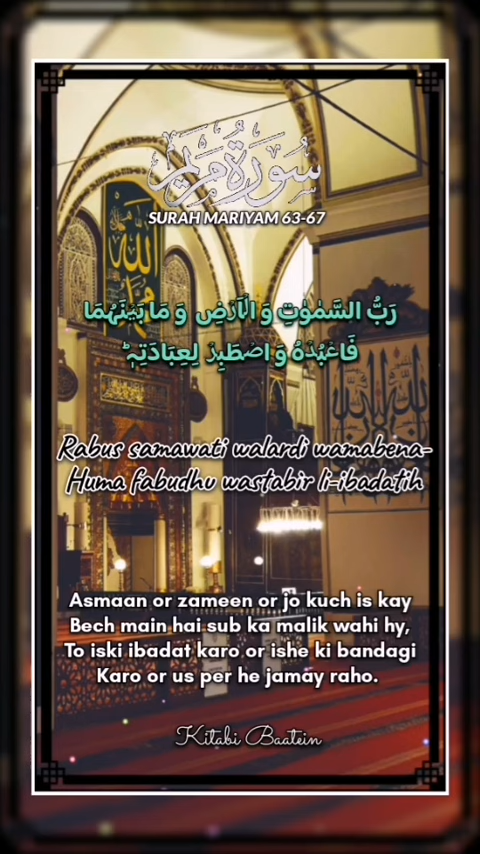 سُورَةُ مَرْيَم
SURAH MARIYAM 63-67
رَبُّ السَّمٰوٰتِ وَ الْاَرْضِ وَ مَا بَیْنَهُمَا
فَاعْبُدْهُ وَ اصْطَبِرْ لِعِبَادَتِهٖؕ
Rabus samawati walardi wamabena-
Huma fabudhu wastabir li-ibadatih
Asmaan or zameen or jo kuch is kay
Bech main hai sub ka malik wahi hy,
To iski ibadat karo or ishe ki bandagi
Karo or us per he jamay raho.
Kitabi Baatein